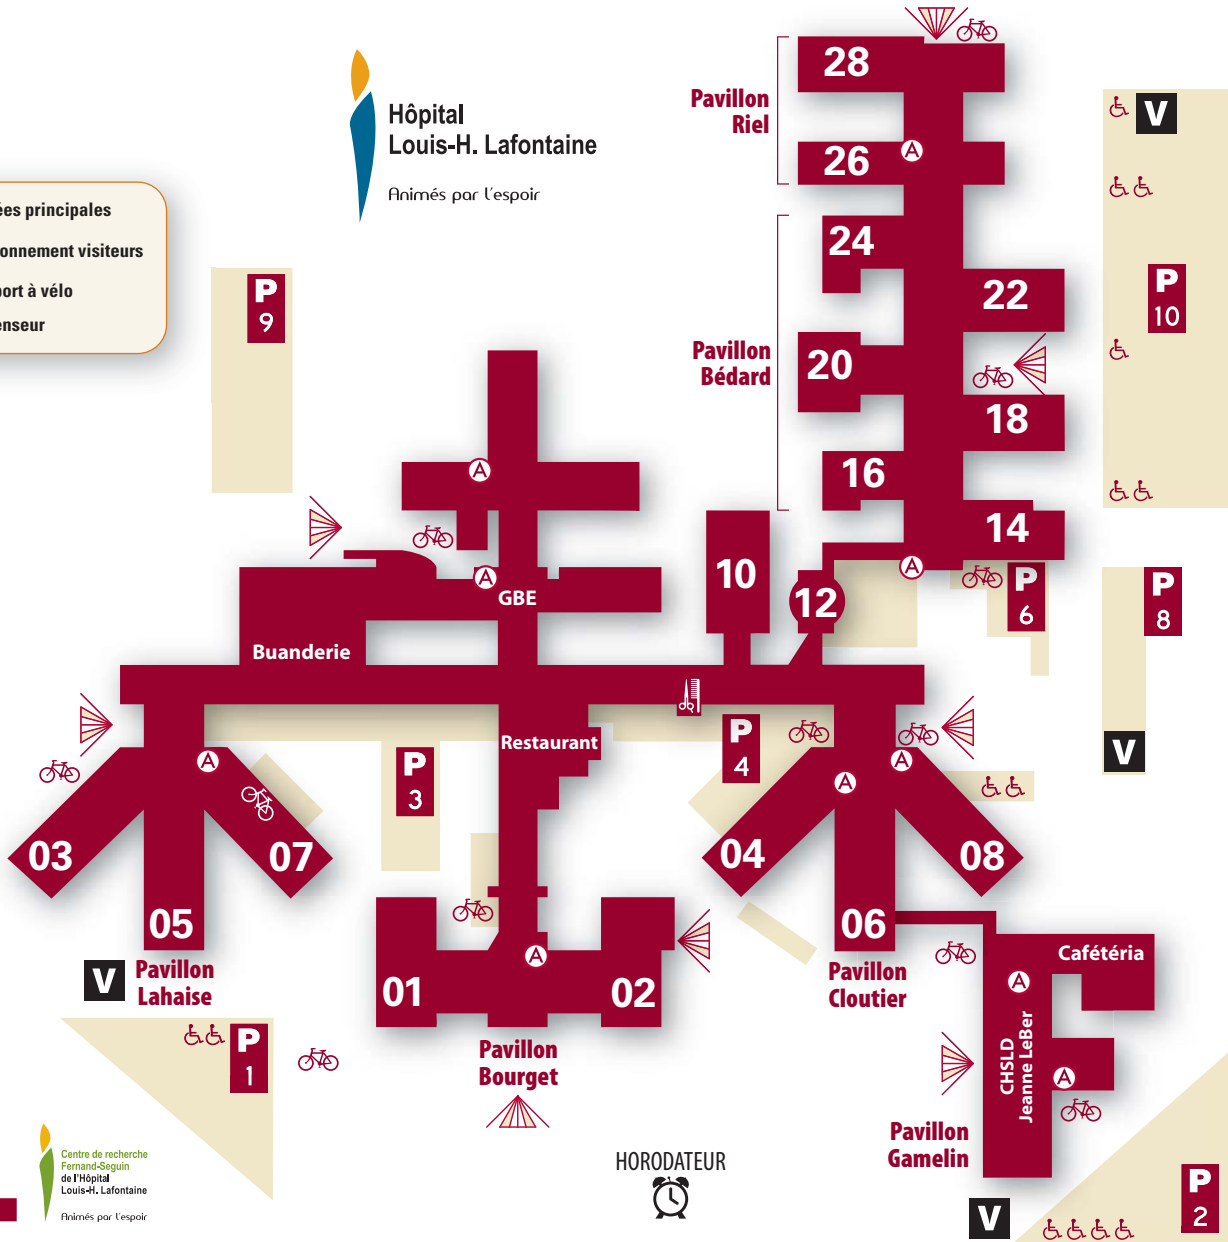 Hôpital
Louis-H. Lafontaine
Animés par l'espoir
ées principales
onnement visiteurs
port à vélo
enseur
Pavillon
Riel
28
26
V
P
10
24
22
Pavillon
Bédard
20
18
16
14
P
9
A
A
A
A
GBE
Buanderie
10
12
P
6
P
8
V
Restaurant
P
3
P
4
A
A
A
03
07
05
04
08
06
V
Pavillon
Lahaise
01
02
A
Pavillon
Bourget
Pavillon
Cloutier
Cafétéria
A
CHSLD
Jeanne LeBer
A
Pavillon
Gamelin
P
1
Centre de recherche
Fernand-Seguin
de l'Hôpital
Louis-H. Lafontaine
Animés par l'espoir
HORODATEUR
V
P
2